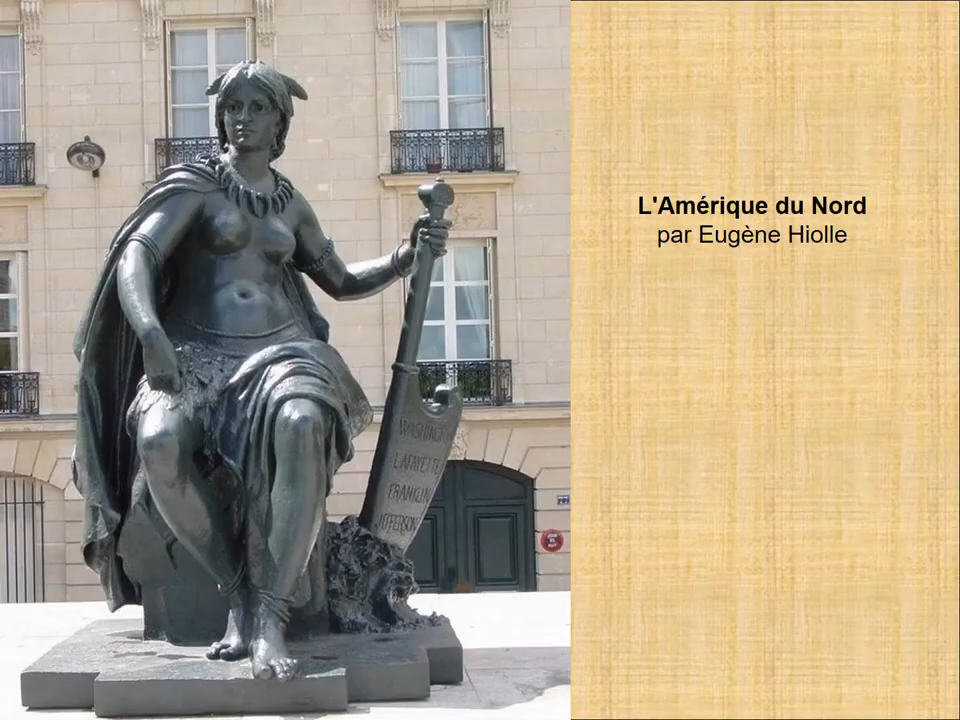 L'Amérique du Nord
par Eugène Hiolle
WASHINGTON
LAFAYETTE
FRANKLIN
JEFFERSON